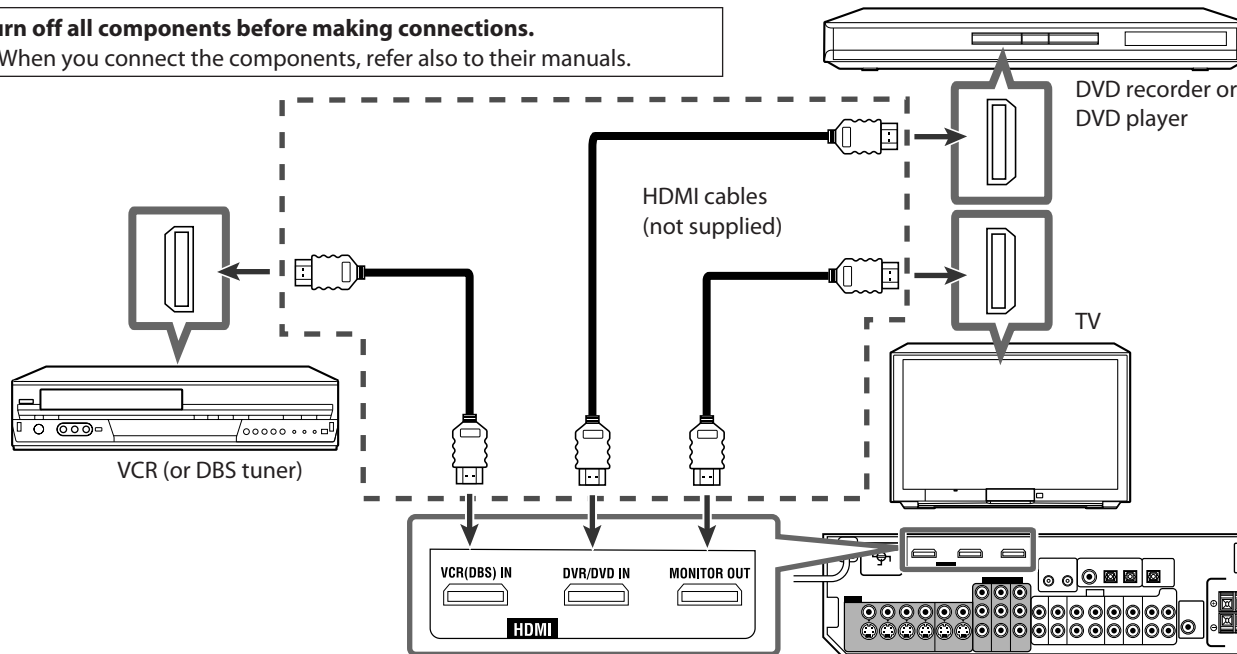 urn off all components before making connections.
When you connect the components, refer also to their manuals.
DVD recorder or
DVD player
HDMI cables
(not supplied)
TV
VCR (or DBS tuner)
VCR(DBS) IN
DVR/DVD IN
MONITOR OUT
HDMI